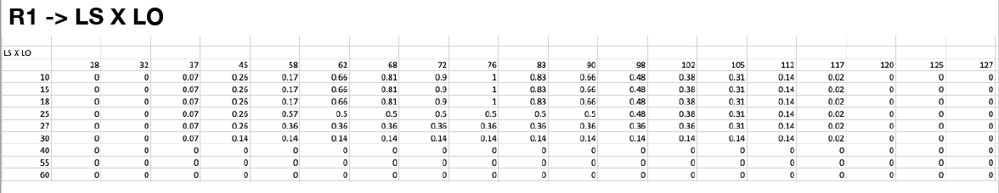 R1 -> LS X LO
LS X LO
28 32 37 45 58 62 68 72 76 83 90 98 102 105 112 117 120 125 127
10 0 0 0.07 0.26 0.17 0.66 0.81 0.9 1 0.83 0.66 0.48 0.38 0.31 0.14 0.02 0 0 0
15 0 0 0.07 0.26 0.17 0.66 0.81 0.9 1 0.83 0.66 0.48 0.38 0.31 0.14 0.02 0 0 0
18 0 0 0.07 0.26 0.17 0.66 0.81 0.9 1 0.83 0.66 0.48 0.38 0.31 0.14 0.02 0 0 0
25 0 0 0.07 0.26 0.57 0.5 0.5 0.5 0.5 0.5 0.5 0.48 0.38 0.31 0.14 0.02 0 0 0
27 0 0 0.07 0.26 0.36 0.36 0.36 0.36 0.36 0.36 0.36 0.36 0.36 0.31 0.14 0.02 0 0 0
30 0 0 0.07 0.14 0.14 0.14 0.14 0.14 0.14 0.14 0.14 0.14 0.14 0.14 0.14 0.02 0 0 0
40 0 0 0 0 0 0 0 0 0 0 0 0 0 0 0 0 0 0 0
55 0 0 0 0 0 0 0 0 0 0 0 0 0 0 0 0 0 0 0
60 0 0 0 0 0 0 0 0 0 0 0 0 0 0 0 0 0 0 0